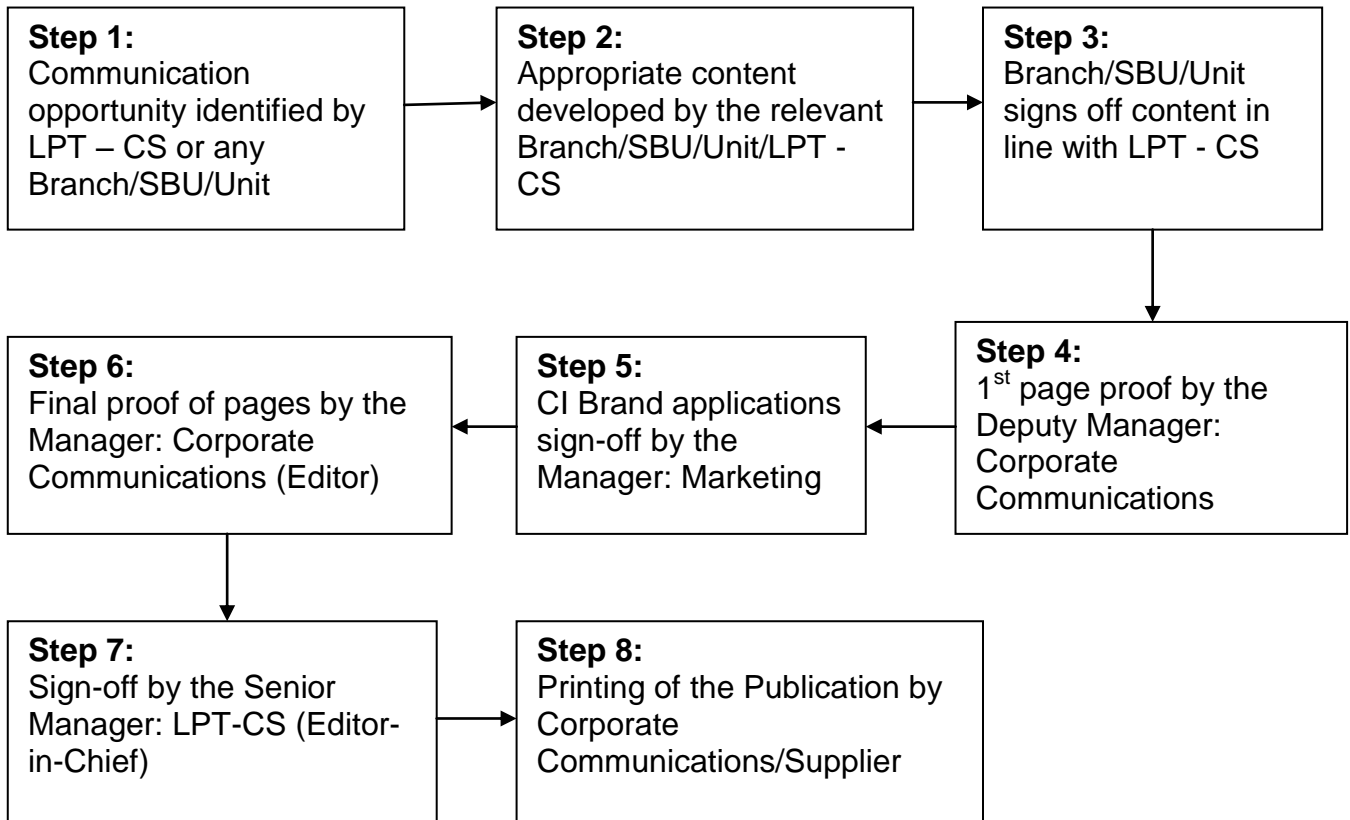 Step 1:
Communication
opportunity identified by
LPT – CS or any
Branch/SBU/Unit
Step 2:
Appropriate content
developed by the relevant
Branch/SBU/Unit/LPT -
CS
Step 3:
Branch/SBU/Unit
signs off content in
line with LPT - CS
Step 4:
1st page proof by the
Deputy Manager:
Corporate
Communications
Step 5:
CI Brand applications
sign-off by the
Manager: Marketing
Step 6:
Final proof of pages by the
Manager: Corporate
Communications (Editor)
Step 7:
Sign-off by the Senior
Manager: LPT-CS (Editor-
in-Chief)
Step 8:
Printing of the Publication by
Corporate
Communications/Supplier